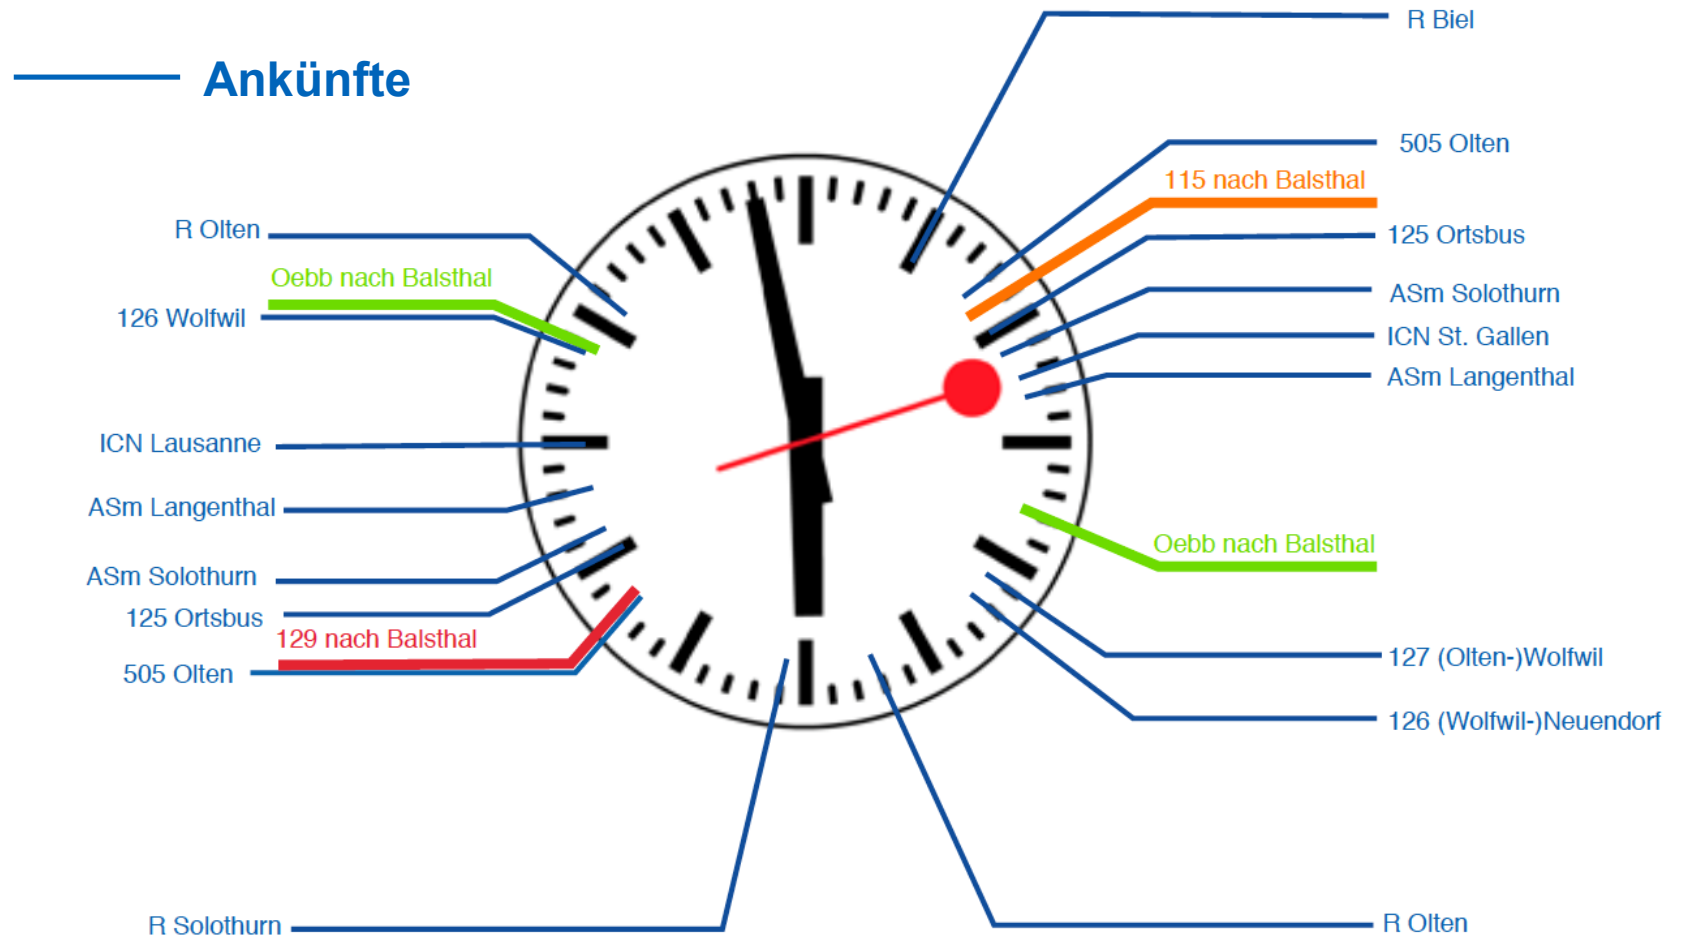 Ankünfte
R Biel
505 Olten
115 nach Balsthal
125 Ortsbus
ASm Solothurn
ICN St. Gallen
ASm Langenthal
Oebb nach Balsthal
127 (Olten-)Wolfwil
126 (Wolfwil-)Neuendorf
R Olten
R Olten
Oebb nach Balsthal
126 Wolfwil
ICN Lausanne
ASm Langenthal
ASm Solothurn
125 Ortsbus
129 nach Balsthal
505 Olten
R Solothurn